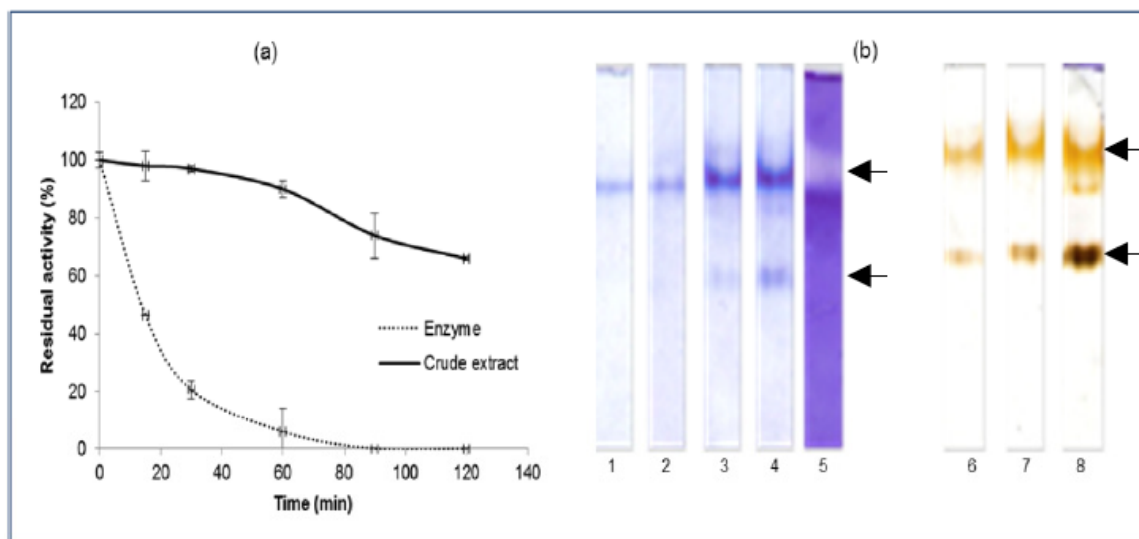 (a)
(b)
120
100
80
60
40
20
0
Residual activity (%)
Enzyme
Crude extract
0 20 40 60 80 100 120 140
Time (min)
1 2 3 4 5 6 7 8